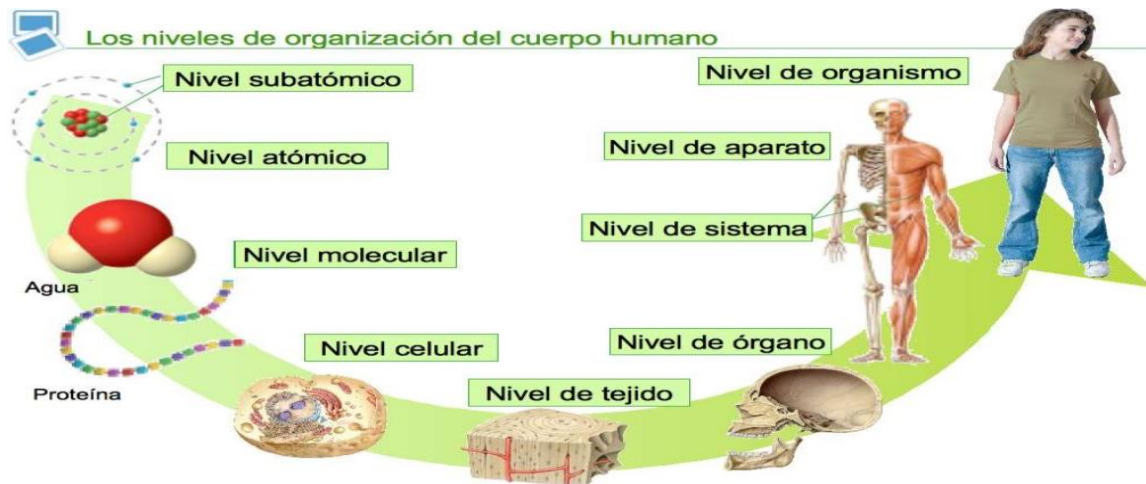 Los niveles de organización del cuerpo humano
Nivel subatómico
Nivel atómico
Nivel molecular
Agua
Proteína
Nivel celular
Nivel de tejido
Nivel de órgano
Nivel de sistema
Nivel de aparato
Nivel de organismo